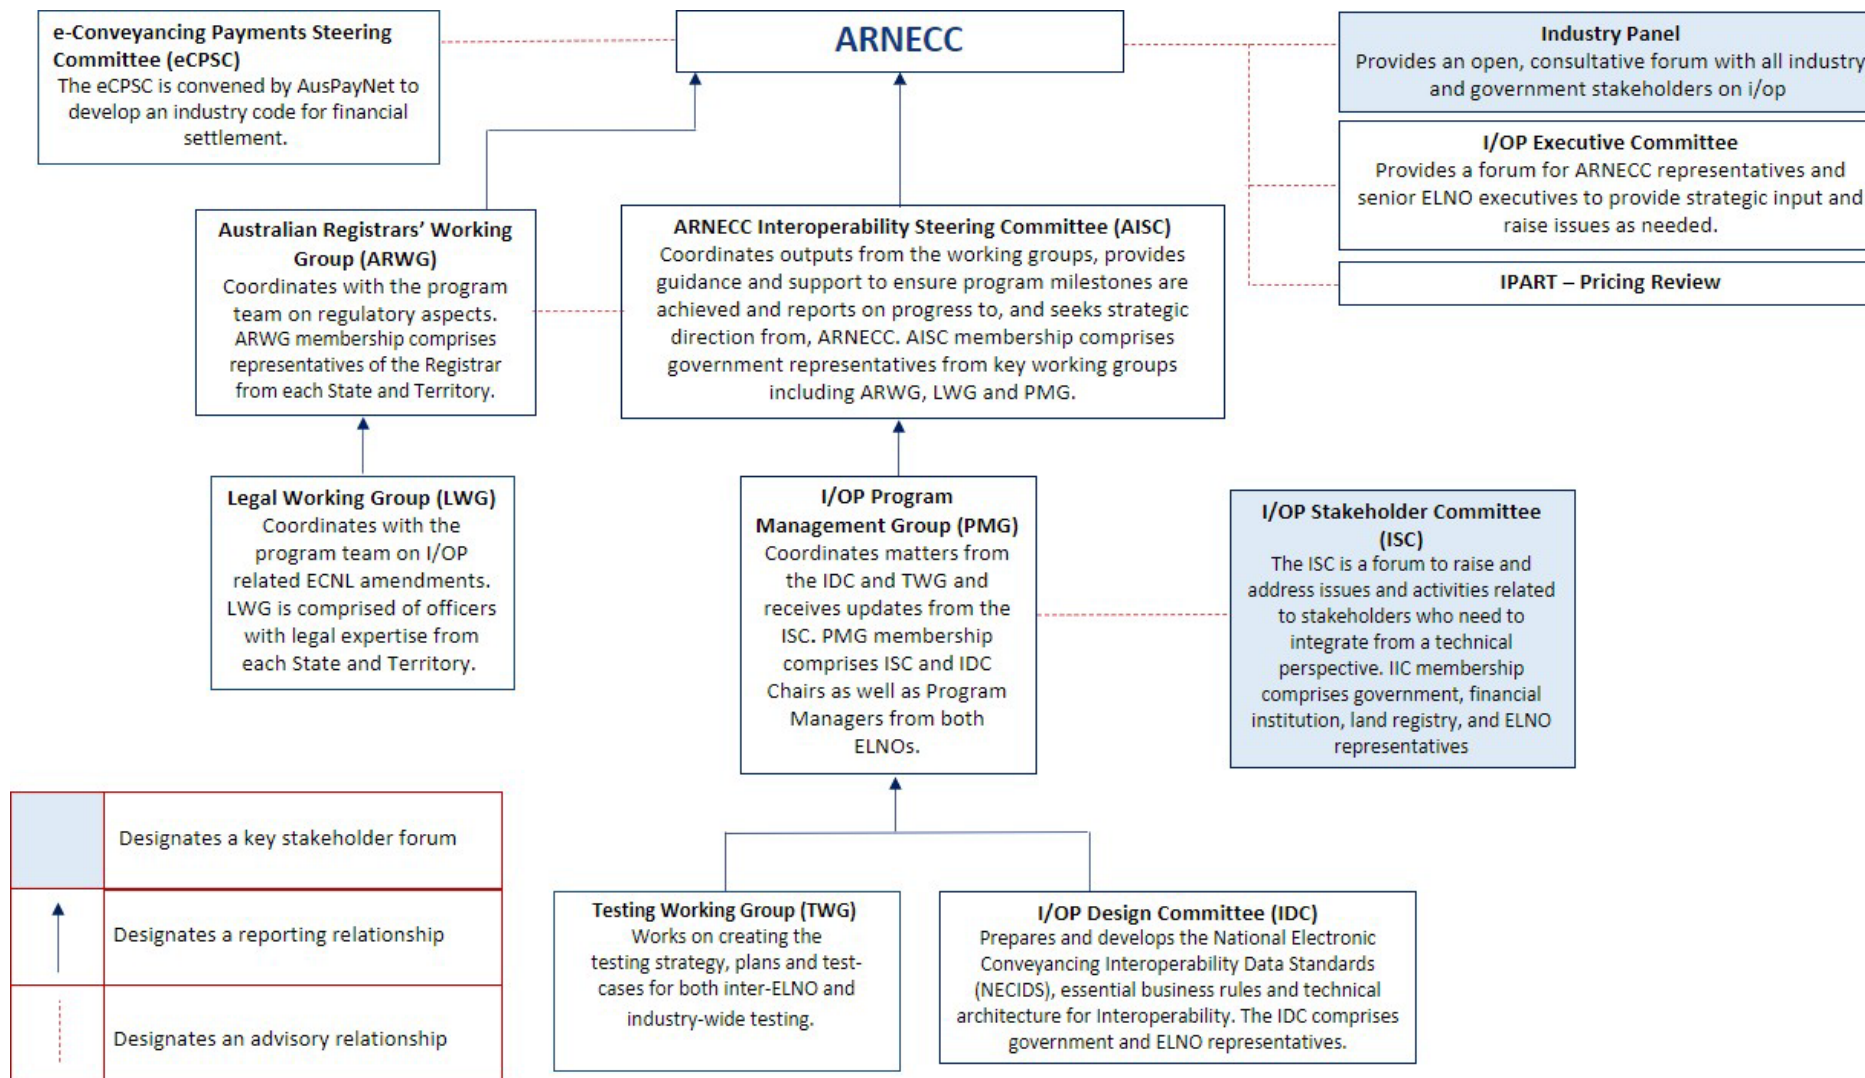 e-Conveyancing Payments Steering
Committee (eCPSC)
The eCPSC is convened by AusPayNet to
develop an industry code for financial
settlement.
ARNECC
Industry Panel
Provides an open, consultative forum with all industry
and government stakeholders on i/op
I/OP Executive Committee
Provides a forum for ARNECC representatives and
senior ELNO executives to provide strategic input and
raise issues as needed.
IPART – Pricing Review
Australian Registrars’ Working
Group (ARWG)
Coordinates with the program
team on regulatory aspects.
ARWG membership comprises
representatives of the Registrar
from each State and Territory.
ARNECC Interoperability Steering Committee (AISC)
Coordinates outputs from the working groups, provides
guidance and support to ensure program milestones are
achieved and reports on progress to, and seeks strategic
direction from, ARNECC. AISC membership comprises
government representatives from key working groups
including ARWG, LWG and PMG.
Legal Working Group (LWG)
Coordinates with the
program team on I/OP
related ECNL amendments.
LWG is comprised of officers
with legal expertise from
each State and Territory.
I/OP Program
Management Group (PMG)
Coordinates matters from
the IDC and TWG and
receives updates from the
ISC. PMG membership
comprises ISC and IDC
Chairs as well as Program
Managers from both
ELNOs.
I/OP Stakeholder Committee
(ISC)
The ISC is a forum to raise and
address issues and activities related
to stakeholders who need to
integrate from a technical
perspective. IIC membership
comprises government, financial
institution, land registry, and ELNO
representatives
Designates a key stakeholder forum
Designates a reporting relationship
Designates an advisory relationship
Testing Working Group (TWG)
Works on creating the
testing strategy, plans and test-
cases for both inter-ELNO and
industry-wide testing.
I/OP Design Committee (IDC)
Prepares and develops the National Electronic
Conveyancing Interoperability Data Standards
(NECIDS), essential business rules and technical
architecture for Interoperability. The IDC comprises
government and ELNO representatives.